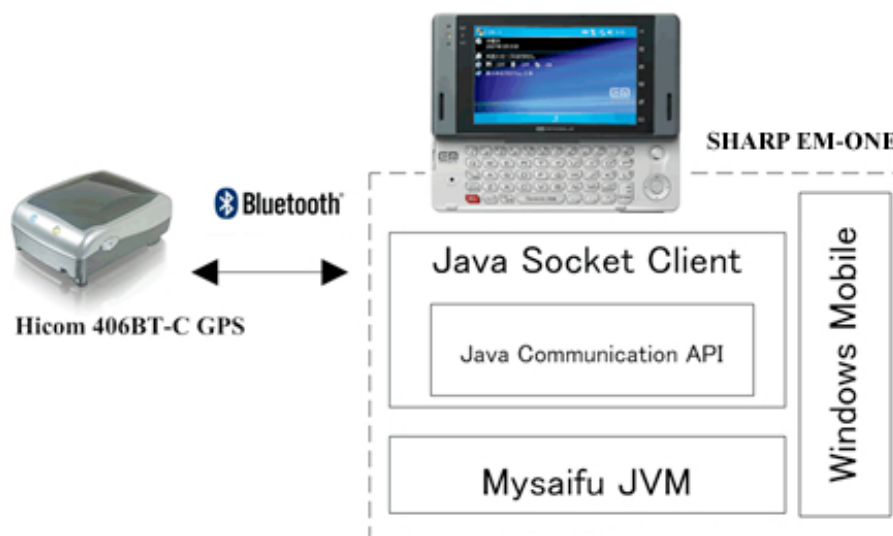 SHARP EM-ONE
Bluetooth
Hicom 406BT-C GPS
Java Socket Client
Java Communication API
Mysaifu JVM
Windows Mobile